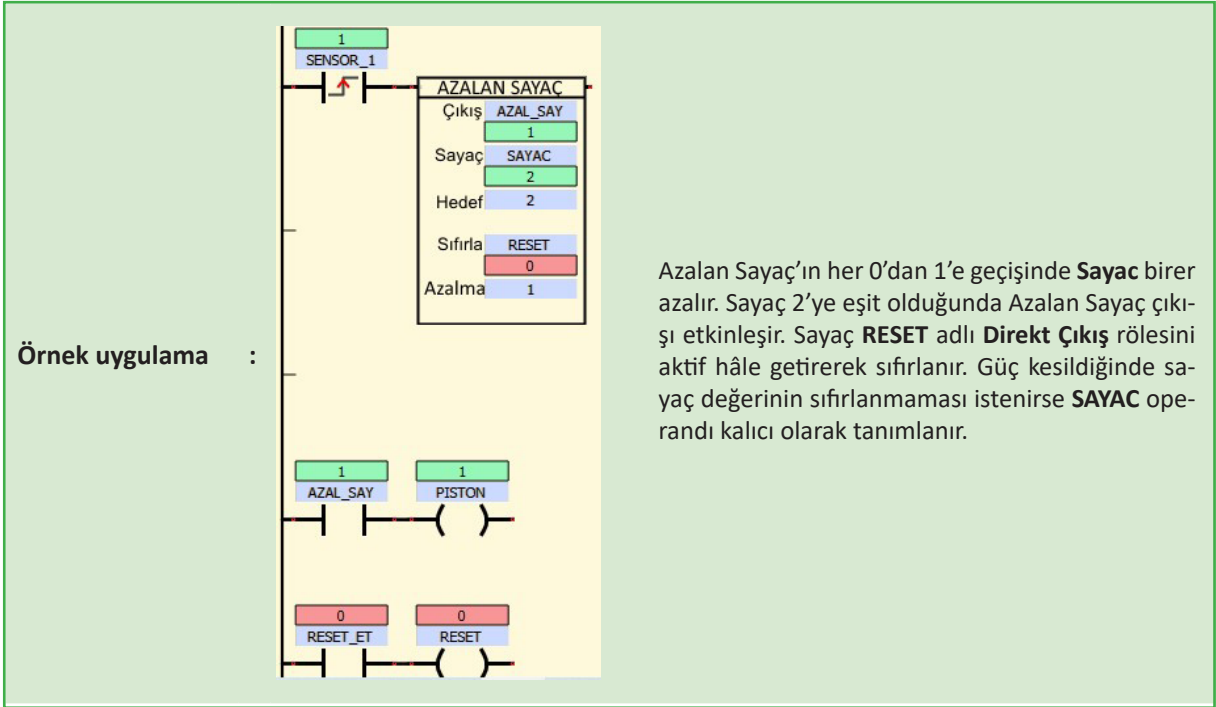 Örnek uygulama :
1
SENSOR_1
AZALAN SAYAÇ
Çıkış AZAL_SAY
1
Sayaç SAYAC
2
Hedef 2
Sıfırla RESET
0
Azalma 1
1 1
AZAL_SAY PISTON
0 0
RESET_ET RESET
Azalan Sayaç’ın her 0’dan 1’e geçişinde Sayac birer
azalır. Sayaç 2’ye eşit olduğunda Azalan Sayaç çıkı-
şı etkinleşir. Sayaç RESET adlı Direkt Çıkış rölesini
aktif hâle getirerek sıfırlanır. Güç kesildiğinde sa-
yaç değerinin sıfırlanmaması istenirse SAYAC ope-
randı kalıcı olarak tanımlanır.